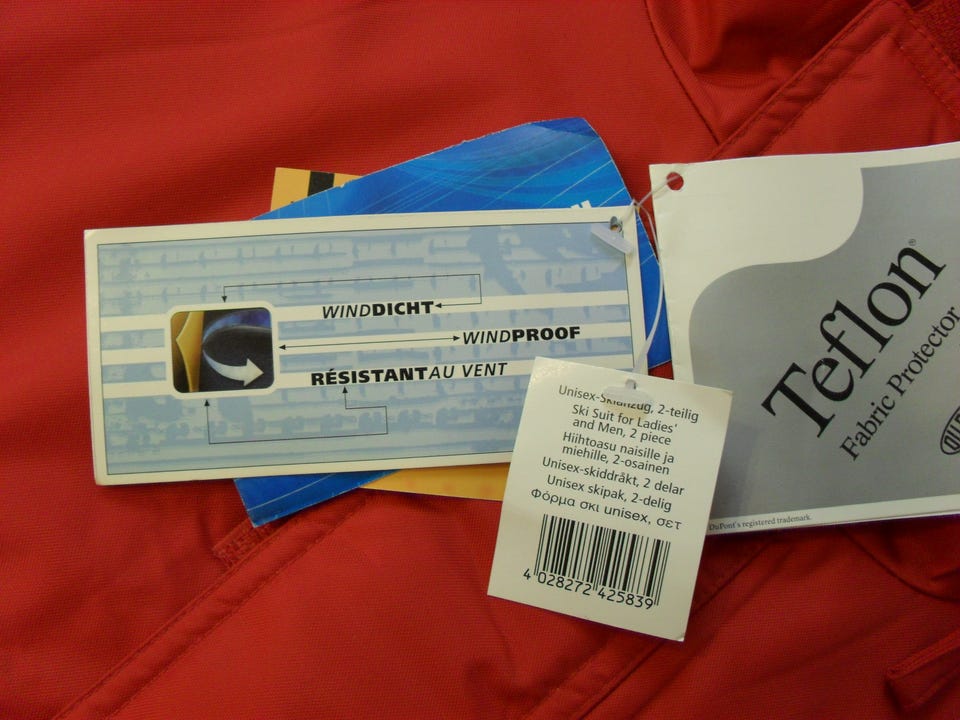 WINDDICHT
WINDPROOF
RÉSISTANT AU VENT
Unisex-Skianzug, 2-teilig
Ski Suit for Ladies'
and Men, 2 piece
Hiihtoasu naisille ja
miehille, 2-osainen
Unisex-skiddräkt, 2 delar
Unisex skipak, 2-delig
Φόρμα σκι unisex, σετ
4 028272 425839
Teflon®
Fabric Protector
DuPont's registered trademark.